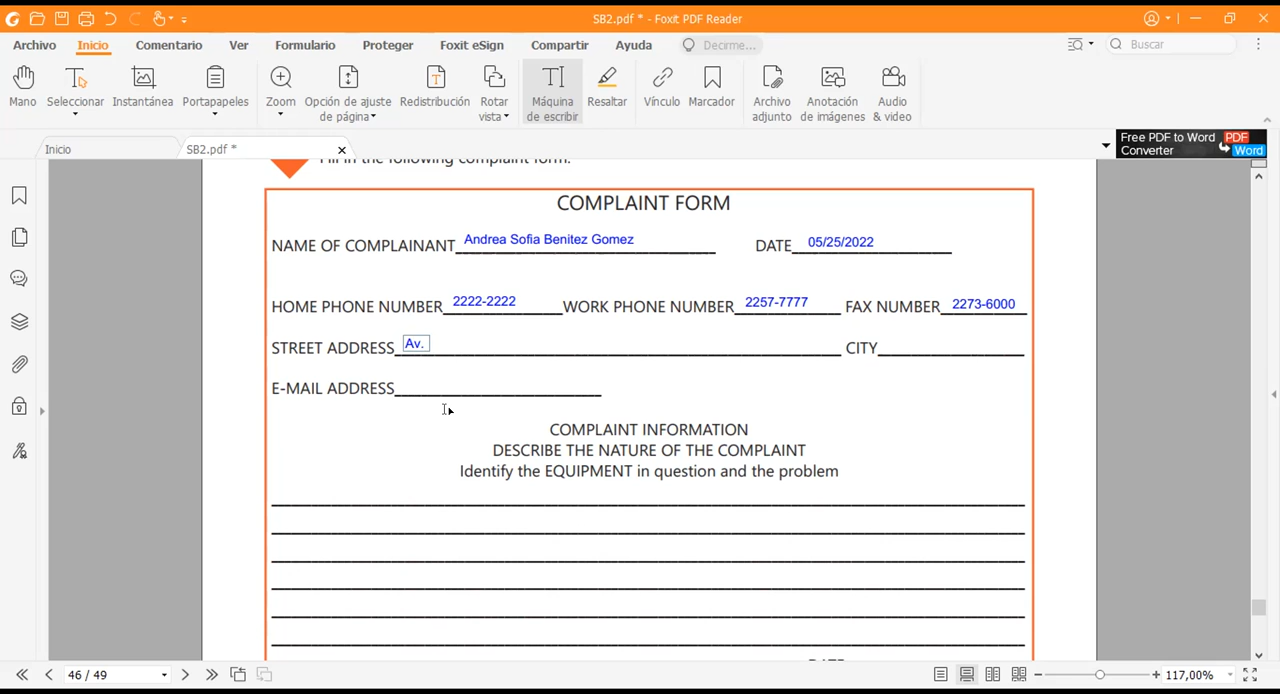 SB2.pdf * - Foxit PDF Reader
Archivo Inicio Comentario Ver Formulario Proteger Foxit eSign Compartir Ayuda Decirme... Buscar
Mano Seleccionar Instantánea Portapapeles Zoom Opción de ajuste de página Redistribución Rotar vista Máquina de escribir Resaltar Vínculo Marcador Archivo adjunto Anotación de imágenes Audio & video
Inicio SB2.pdf *
Free PDF to Word Converter PDF Word
Fill in the following complaint form.
COMPLAINT FORM
NAME OF COMPLAINANT Andrea Sofia Benitez Gomez DATE 05/25/2022
HOME PHONE NUMBER 2222-2222 WORK PHONE NUMBER 2257-7777 FAX NUMBER 2273-6000
STREET ADDRESS Av. CITY
E-MAIL ADDRESS
COMPLAINT INFORMATION
DESCRIBE THE NATURE OF THE COMPLAINT
Identify the EQUIPMENT in question and the problem
46 / 49 117,00%